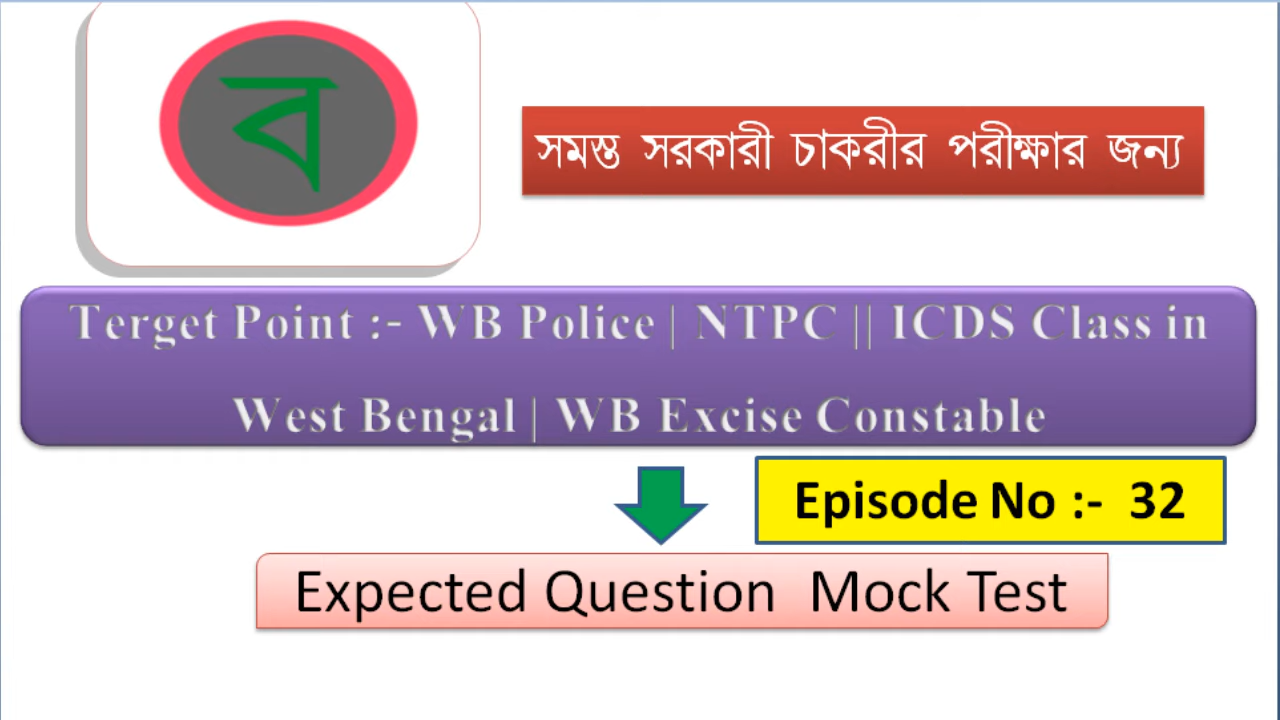 ব
সমস্ত সরকারী চাকরীর পরীক্ষার জন্য
Terget Point :- WB Police | NTPC || ICDS Class in
West Bengal | WB Excise Constable
Episode No :- 32
Expected Question Mock Test